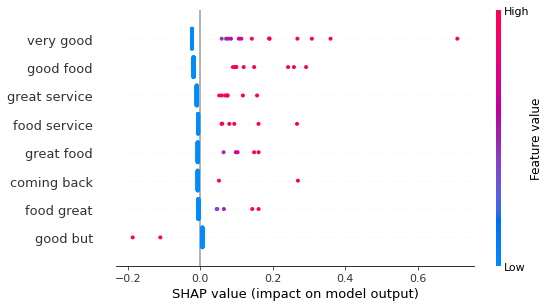 High
very good
good food
great service
food service
great food
coming back
food great
good but
Low
Feature value
−0.2 0.0 0.2 0.4 0.6
SHAP value (impact on model output)